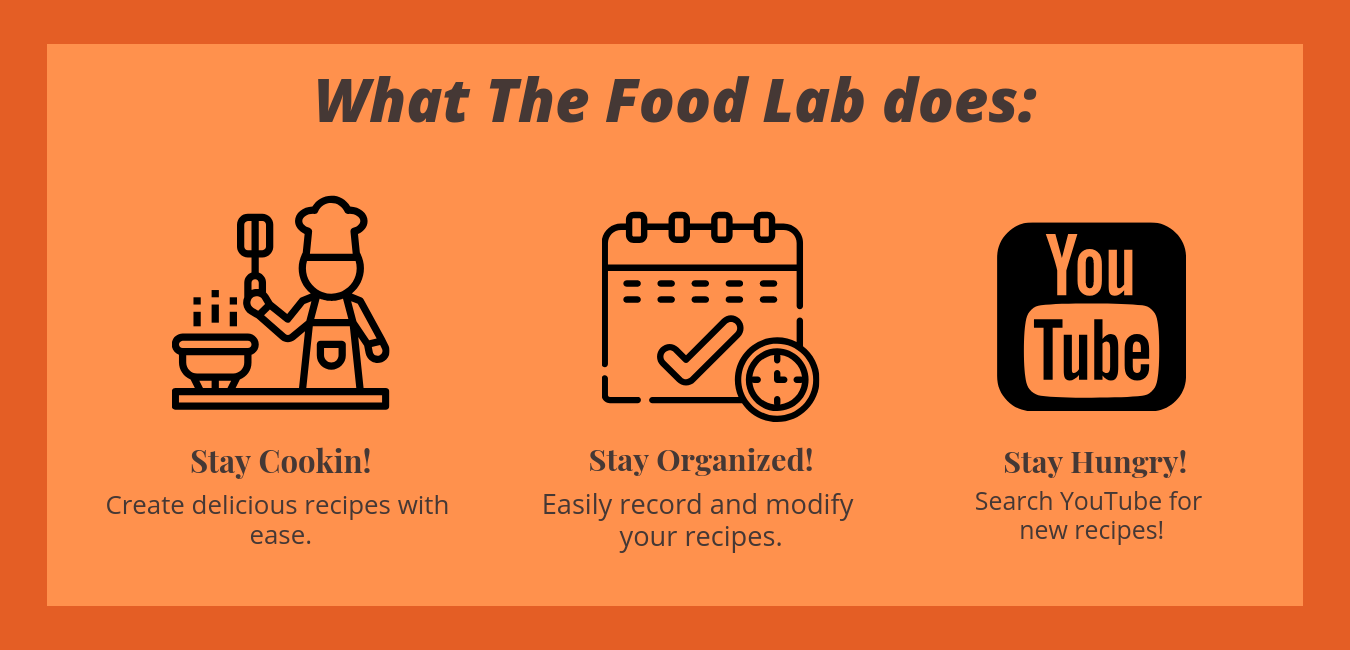 What The Food Lab does:
You
Tube
Stay Cookin!
Create delicious recipes with
ease.
Stay Organized!
Easily record and modify
your recipes.
Stay Hungry!
Search YouTube for
new recipes!